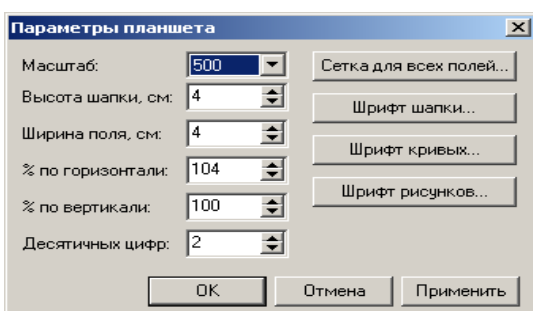 Параметры планшета
Масштаб: 500
Сетка для всех полей...
Высота шапки, см: 4
Шрифт шапки...
Ширина поля, см: 4
Шрифт кривых...
% по горизонтали: 104
Шрифт рисунков...
% по вертикали: 100
Десятичных цифр: 2
OK Отмена Применить